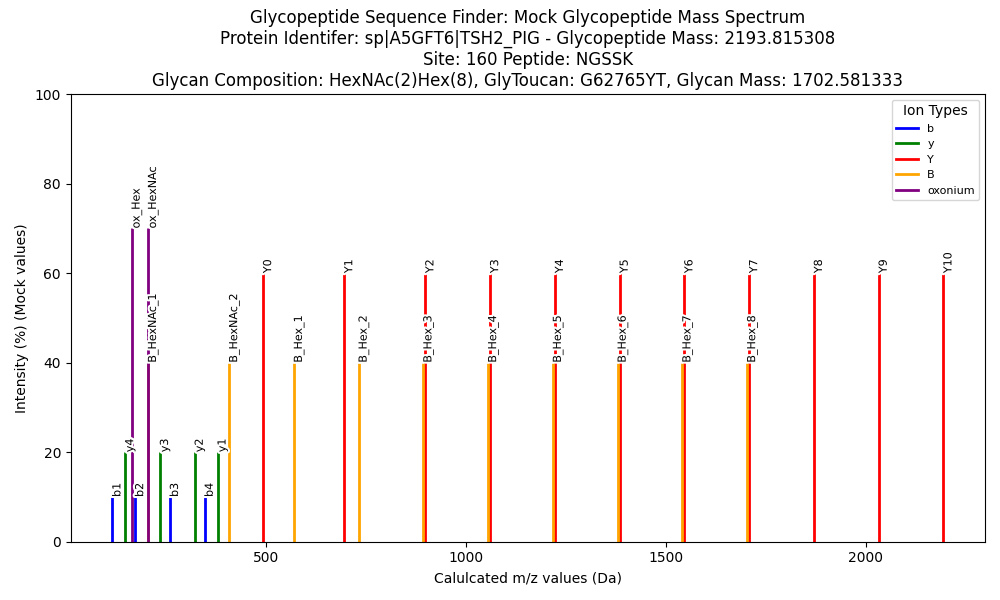 Glycopeptide Sequence Finder: Mock Glycopeptide Mass Spectrum
Protein Identifer: sp|A5GFT6|TSH2_PIG - Glycopeptide Mass: 2193.815308
Site: 160 Peptide: NGSSK
Glycan Composition: HexNAc(2)Hex(8), GlyToucan: G62765YT, Glycan Mass: 1702.581333
Intensity (%) (Mock values)
100
80
60
40
20
0
Ion Types
b
y
Y
B
oxonium
ox_Hex
ox_HexNAc
Y0
Y1
Y2
Y3
Y4
Y5
Y6
Y7
Y8
Y9
Y10
B_HexNAc_1
B_HexNAc_2
B_Hex_1
B_Hex_2
B_Hex_3
B_Hex_4
B_Hex_5
B_Hex_6
B_Hex_7
B_Hex_8
y4
y3
y2
y1
b1
b2
b3
b4
500
1000
1500
2000
Calulcated m/z values (Da)